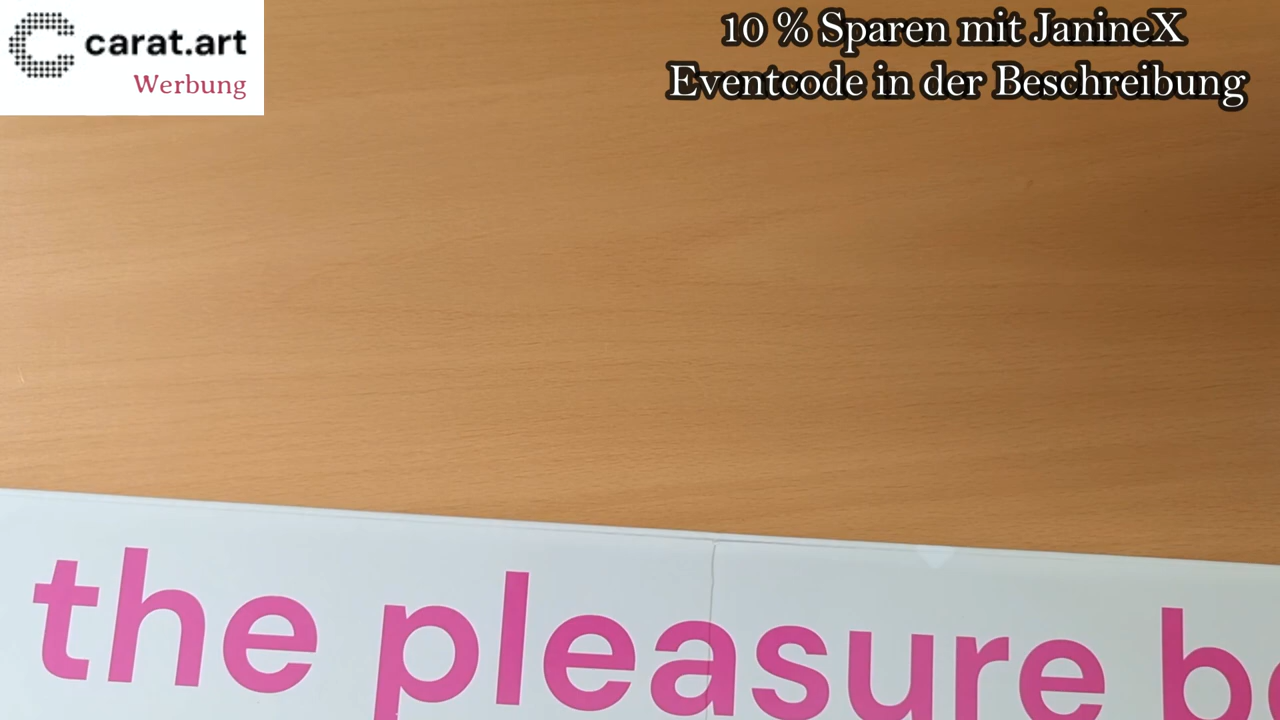 carat.art
Werbung
10 % Sparen mit JanineX
Eventcode in der Beschreibung
the pleasure